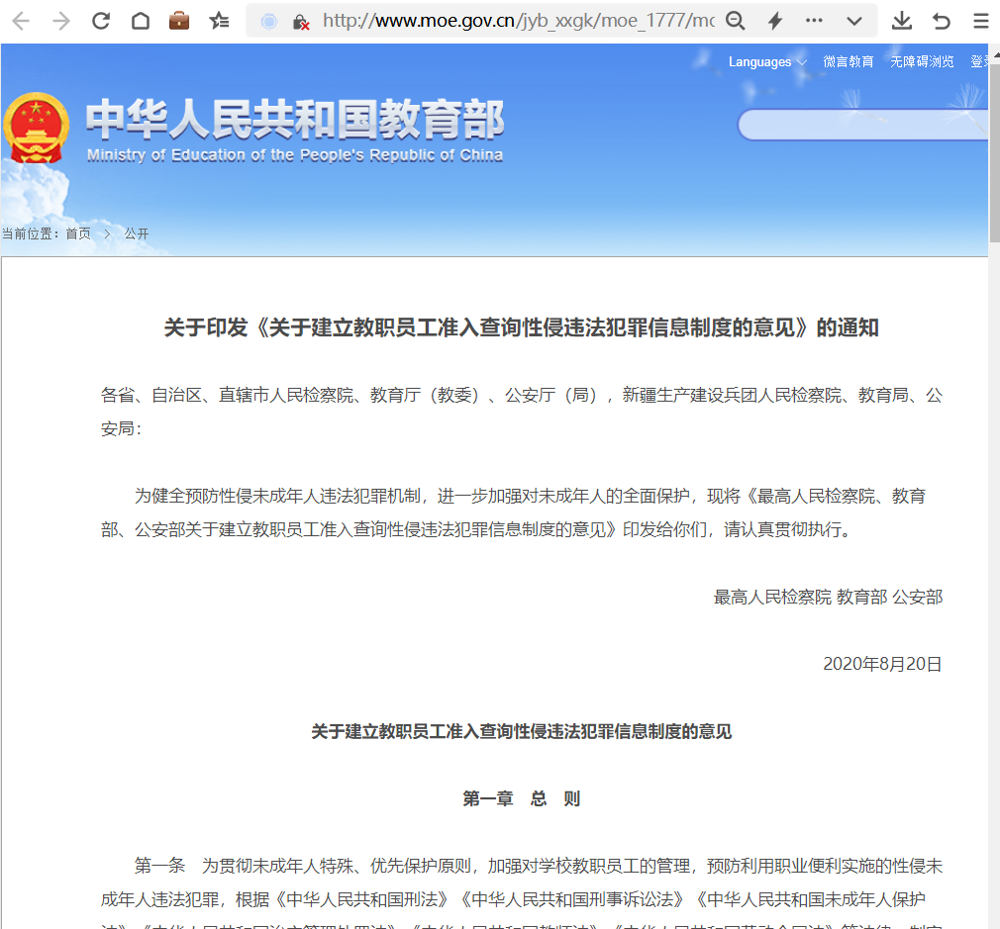 http://www.moe.gov.cn/jyb_xxgk/moe_1777/mo
Languages 微言教育 无障碍浏览 登录
中华人民共和国教育部
Ministry of Education of the People's Republic of China
当前位置：首页 > 公开
关于印发《关于建立教职员工准入查询性侵违法犯罪信息制度的意见》的通知
各省、自治区、直辖市人民检察院、教育厅（教委）、公安厅（局），新疆生产建设兵团人民检察院、教育局、公
安局：
为健全预防性侵未成年人违法犯罪机制，进一步加强对未成年人的全面保护，现将《最高人民检察院、教育
部、公安部关于建立教职员工准入查询性侵违法犯罪信息制度的意见》印发给你们，请认真贯彻执行。
最高人民检察院 教育部 公安部
2020年8月20日
关于建立教职员工准入查询性侵违法犯罪信息制度的意见
第一章 总 则
第一条 为贯彻未成年人特殊、优先保护原则，加强对学校教职员工的管理，预防利用职业便利实施的性侵未
成年人违法犯罪，根据《中华人民共和国刑法》《中华人民共和国刑事诉讼法》《中华人民共和国未成年人保护